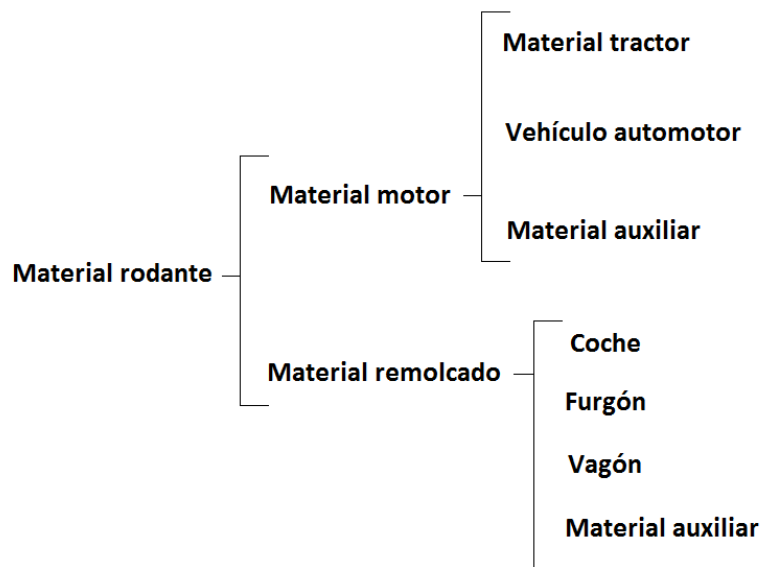 Material rodante
Material motor
Material tractor
Vehículo automotor
Material auxiliar
Material remolcado
Coche
Furgón
Vagón
Material auxiliar